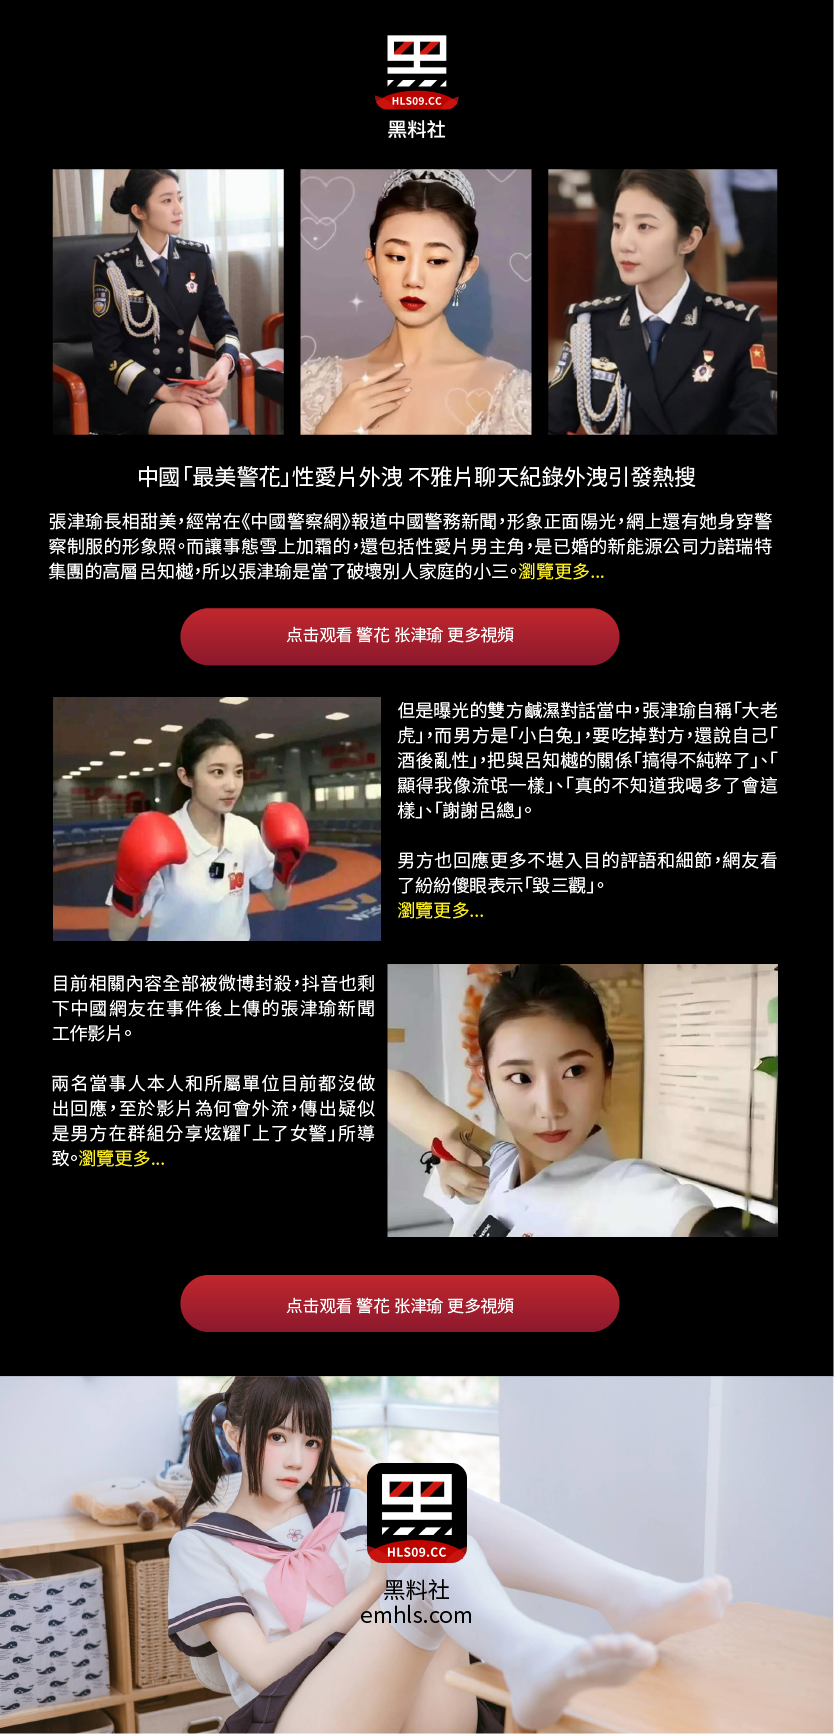 HLS09.CC
黑料社
中國「最美警花」性愛片外洩 不雅片聊天紀錄外洩引發熱搜
張津瑜長相甜美,經常在《中國警察網》報道中國警務新聞,形象正面陽光,網上還有她身穿警
察制服的形象照。而讓事態雪上加霜的,還包括性愛片男主角,是已婚的新能源公司力諾瑞特
集團的高層呂知樾,所以張津瑜是當了破壞別人家庭的小三。瀏覽更多...
点击观看 警花 张津瑜 更多視頻
但是曝光的雙方鹹濕對話當中,張津瑜自稱「大老
虎」,而男方是「小白兔」,要吃掉對方,還說自己「
酒後亂性」,把與呂知樾的關係「搞得不純粹了」、「
顯得我像流氓一樣」、「真的不知道我喝多了會這
樣」、「謝謝呂總」。
男方也回應更多不堪入目的評語和細節,網友看
了紛紛傻眼表示「毀三觀」。
瀏覽更多...
目前相關內容全部被微博封殺,抖音也剩
下中國網友在事件後上傳的張津瑜新聞
工作影片。
兩名當事人本人和所屬單位目前都沒做
出回應,至於影片為何會外流,傳出疑似
是男方在群組分享炫耀「上了女警」所導
致。瀏覽更多...
点击观看 警花 张津瑜 更多視頻
HLS09.CC
黑料社
emhls.com